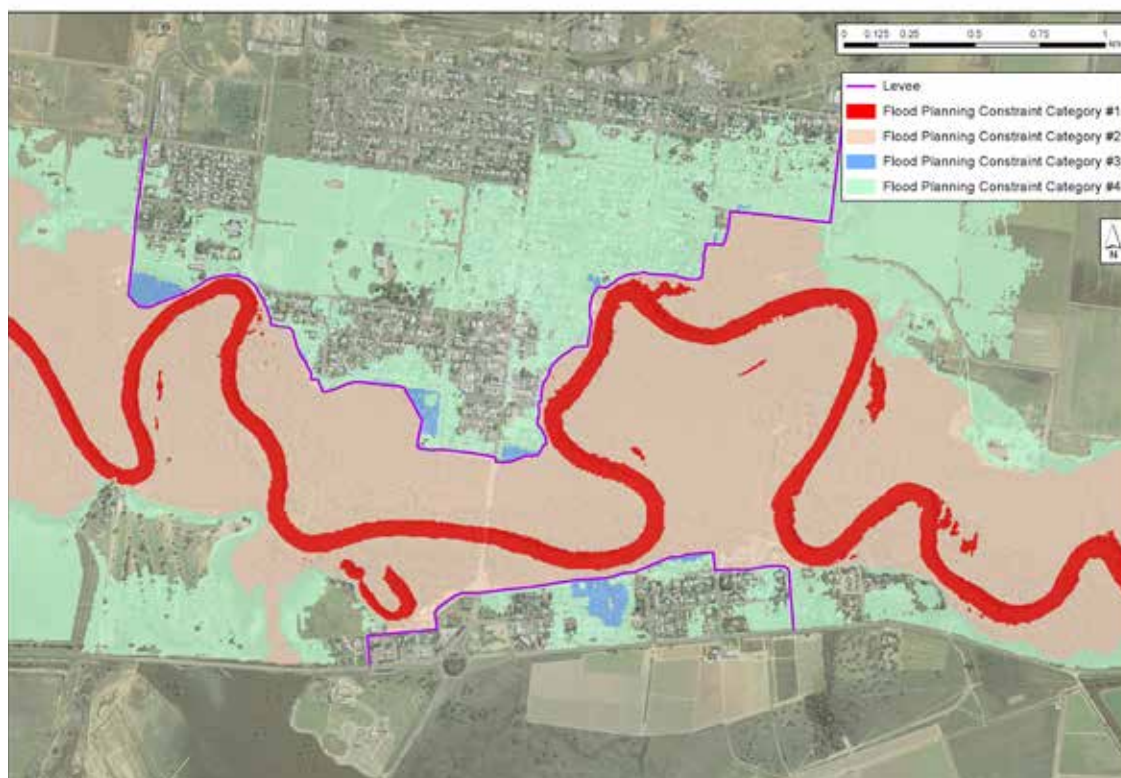 0 0.125 0.25 0.5 0.75 1
km
Levee
Flood Planning Constraint Category #1
Flood Planning Constraint Category #2
Flood Planning Constraint Category #3
Flood Planning Constraint Category #4
N